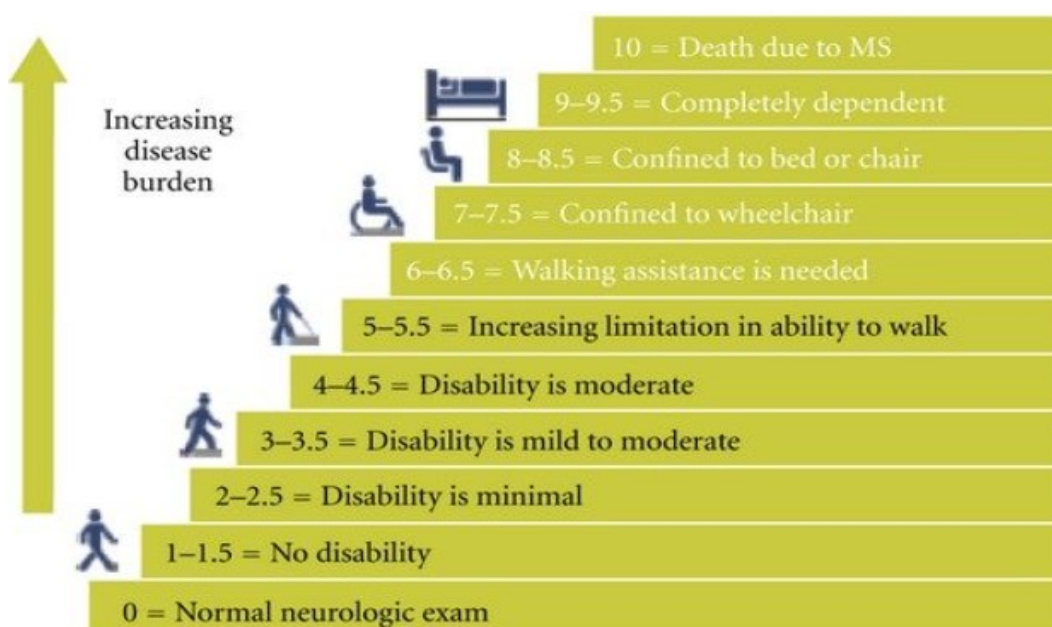 10 = Death due to MS
9–9.5 = Completely dependent
Increasing
disease
burden
8–8.5 = Confined to bed or chair
7–7.5 = Confined to wheelchair
6–6.5 = Walking assistance is needed
5–5.5 = Increasing limitation in ability to walk
4–4.5 = Disability is moderate
3–3.5 = Disability is mild to moderate
2–2.5 = Disability is minimal
1–1.5 = No disability
0 = Normal neurologic exam